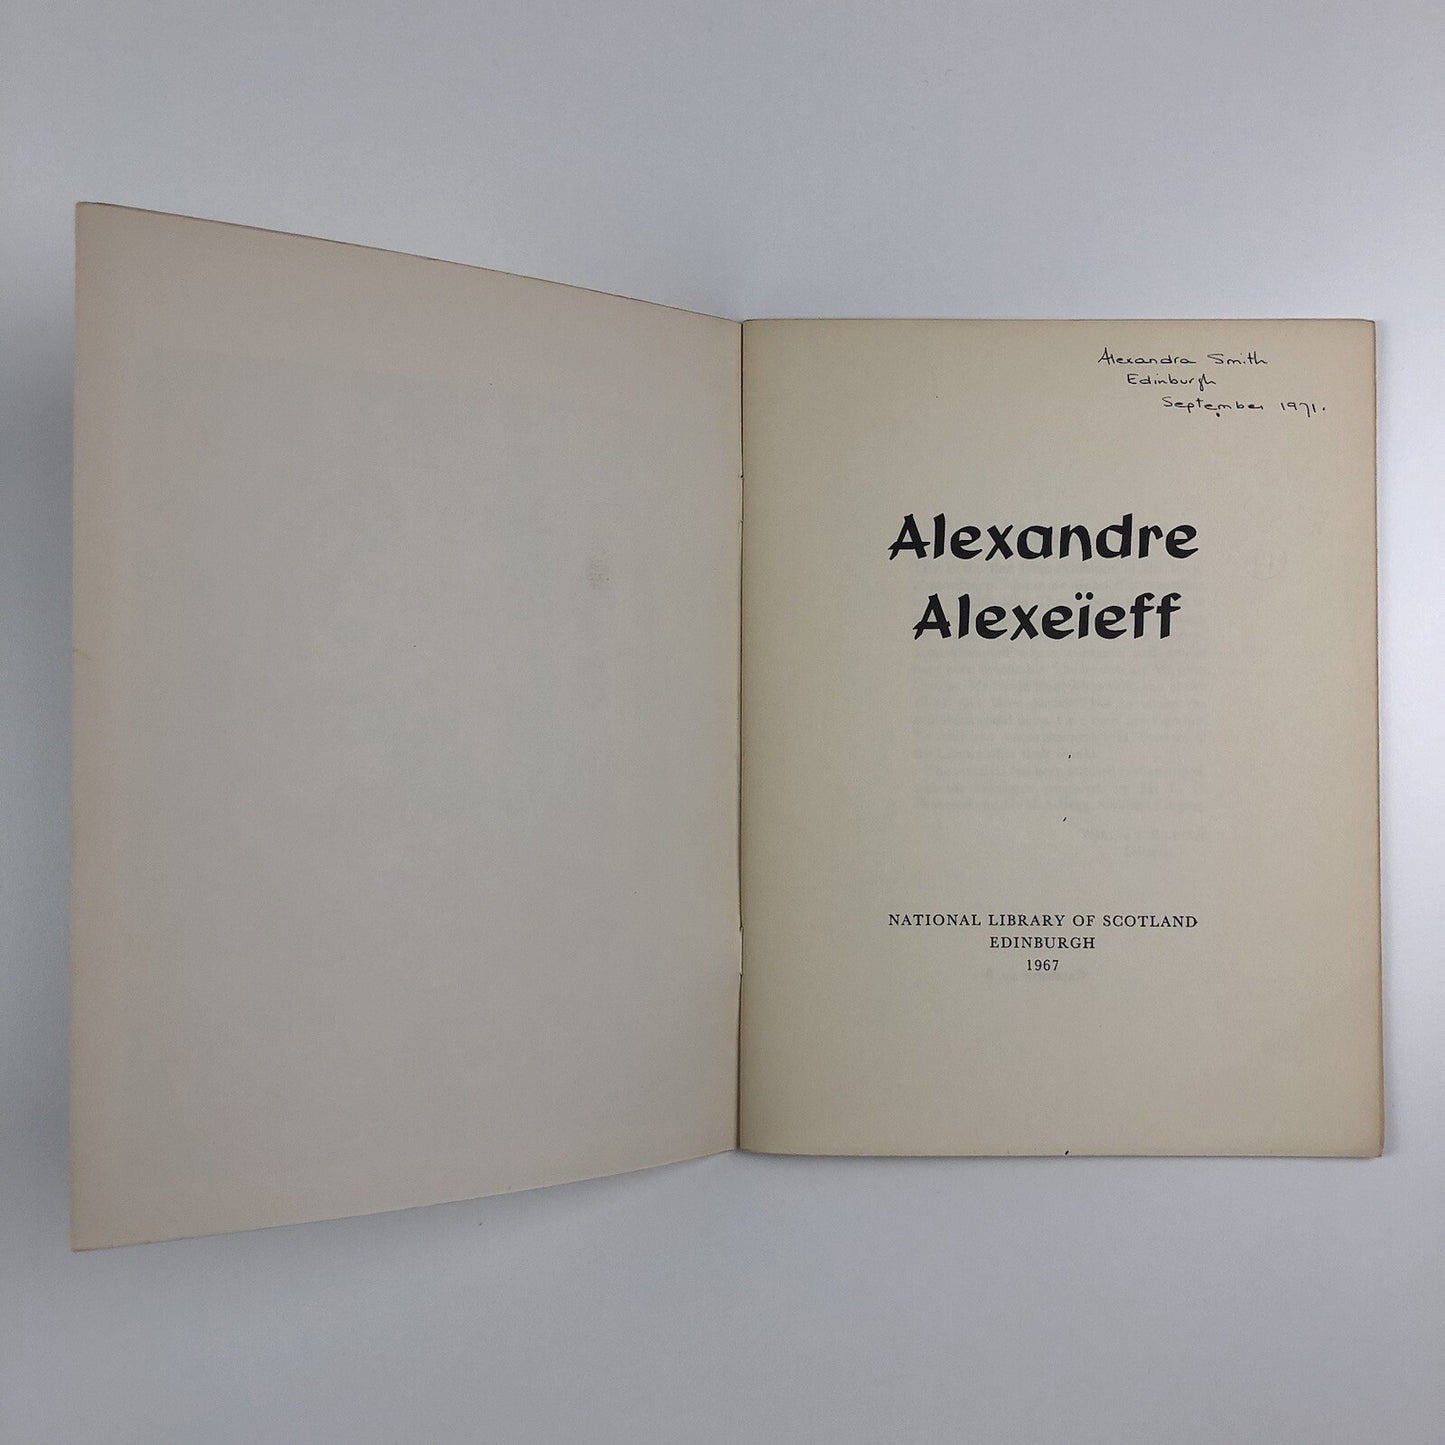 Alexandra Smith
Edinburgh
September 1971.
Alexandre
Alexeïeff
NATIONAL LIBRARY OF SCOTLAND
EDINBURGH
1967